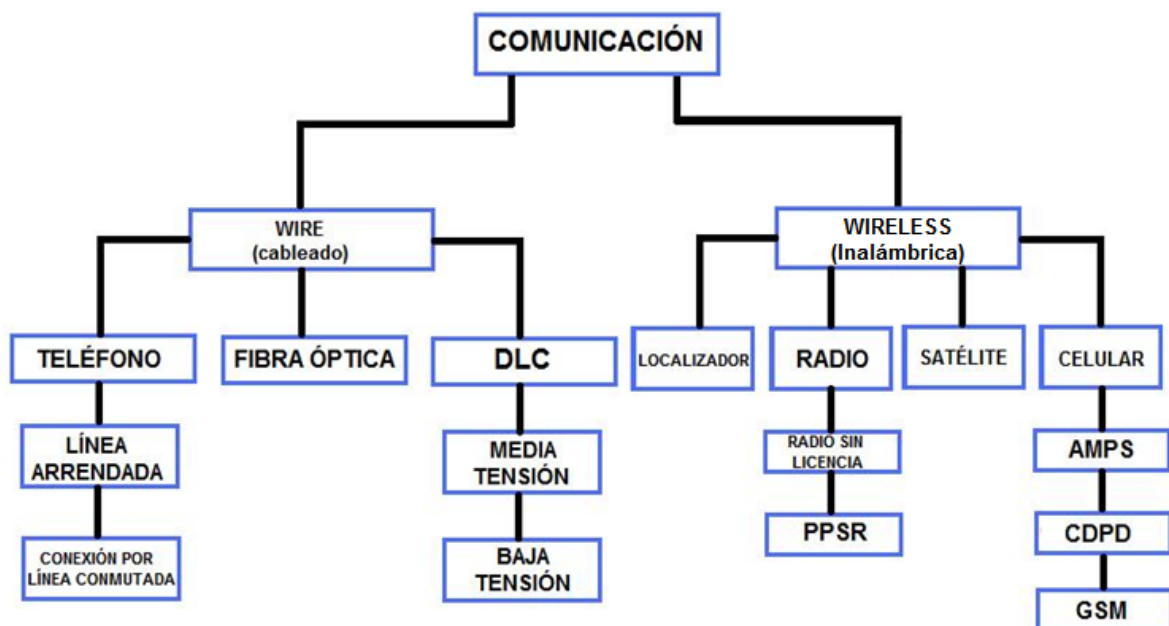 COMUNICACIÓN
WIRE
(cableado)
WIRELESS
(Inalámbrica)
TELÉFONO
FIBRA ÓPTICA
DLC
LOCALIZADOR
RADIO
SATÉLITE
CELULAR
LÍNEA
ARRENDADA
MEDIA
TENSIÓN
RADIO SIN
LICENCIA
AMPS
CONEXIÓN POR
LÍNEA CONMUTADA
BAJA
TENSIÓN
PPSR
CDPD
GSM